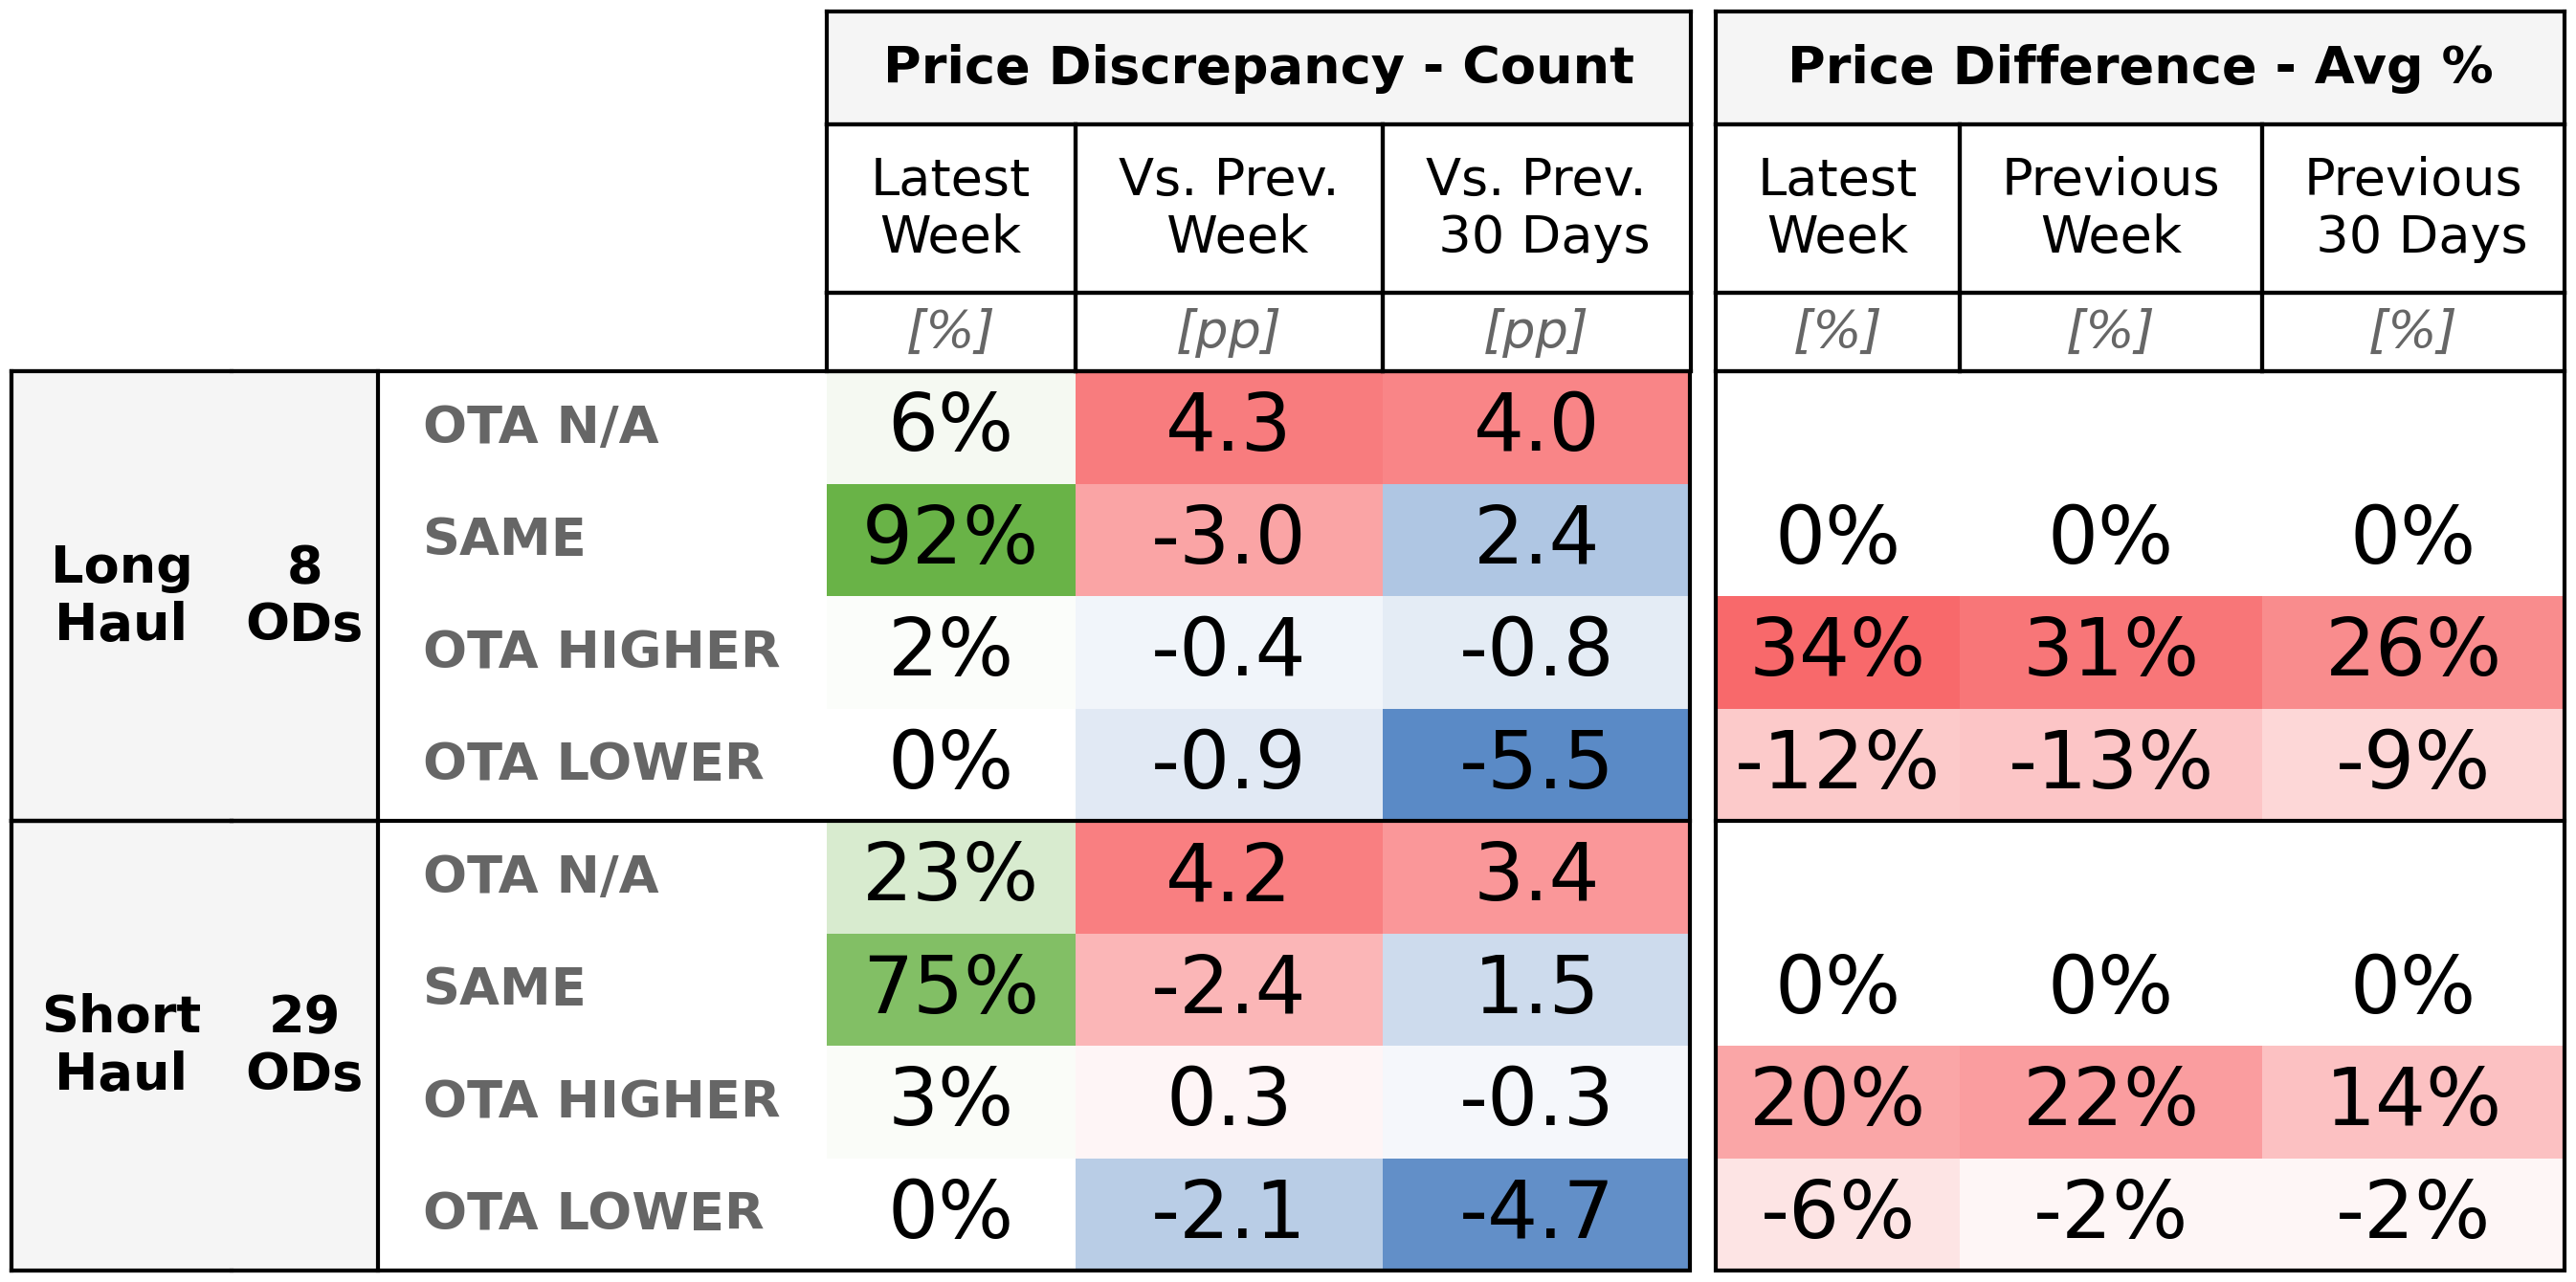 Price Discrepancy - Count Price Difference - Avg %
Latest Week Vs. Prev. Week Vs. Prev. 30 Days Latest Week Previous Week Previous 30 Days
[%] [pp] [pp] [%] [%] [%]
Long Haul 8 ODs
OTA N/A 6% 4.3 4.0
SAME 92% -3.0 2.4 0% 0% 0%
OTA HIGHER 2% -0.4 -0.8 34% 31% 26%
OTA LOWER 0% -0.9 -5.5 -12% -13% -9%
Short Haul 29 ODs
OTA N/A 23% 4.2 3.4
SAME 75% -2.4 1.5 0% 0% 0%
OTA HIGHER 3% 0.3 -0.3 20% 22% 14%
OTA LOWER 0% -2.1 -4.7 -6% -2% -2%